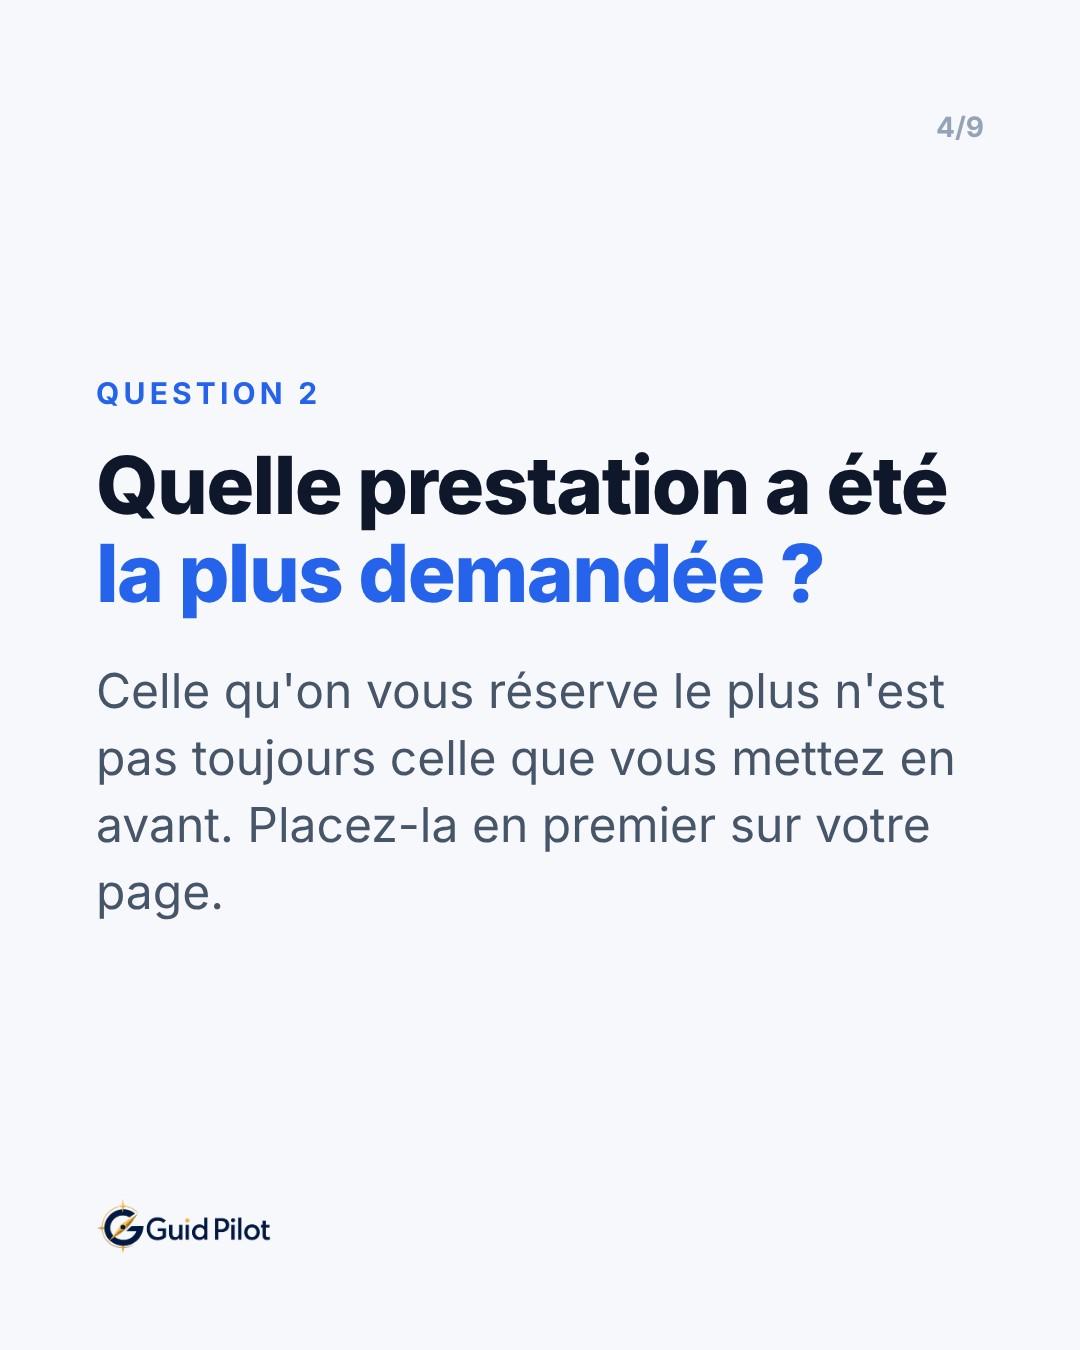 4/9
QUESTION 2
Quelle prestation a été
la plus demandée ?
Celle qu'on vous réserve le plus n'est
pas toujours celle que vous mettez en
avant. Placez-la en premier sur votre
page.
Guid Pilot